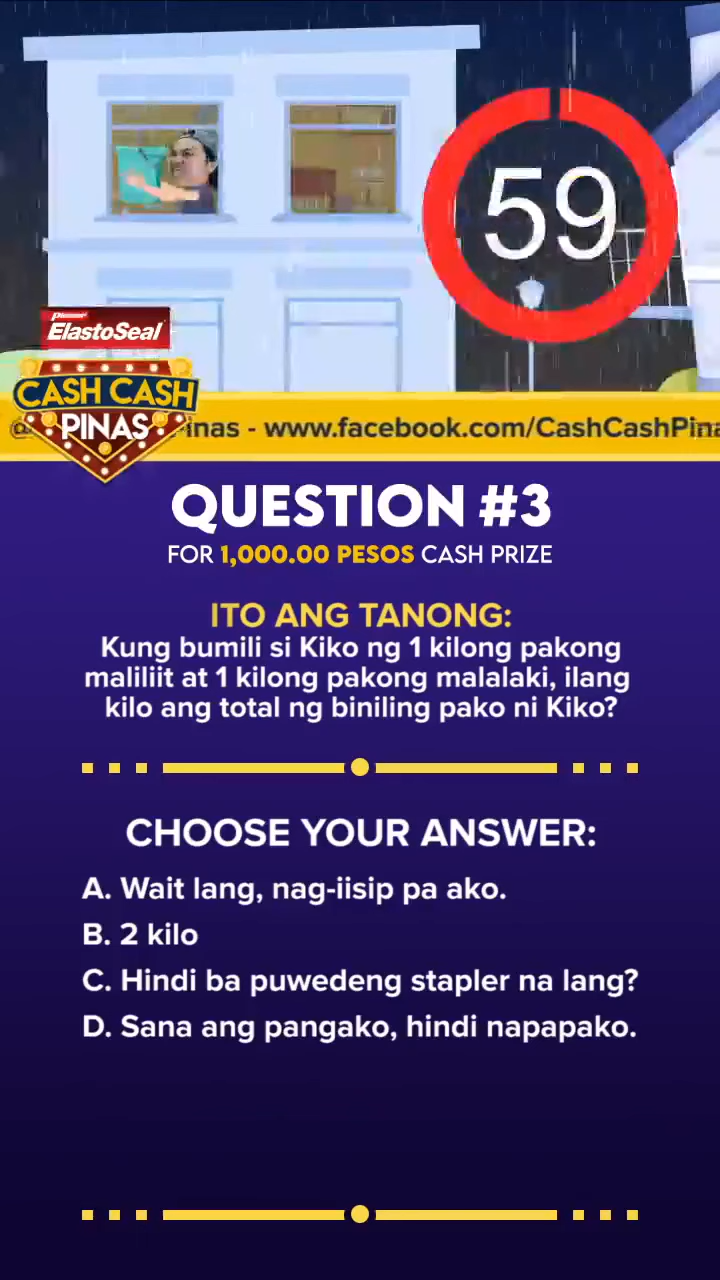 59
Pioneer
ElastoSeal
CASH CASH
PINAS
inas - www.facebook.com/CashCashPina
QUESTION #3
FOR 1,000.00 PESOS CASH PRIZE
ITO ANG TANONG:
Kung bumili si Kiko ng 1 kilong pakong
maliliit at 1 kilong pakong malalaki, ilang
kilo ang total ng biniling pako ni Kiko?
CHOOSE YOUR ANSWER:
A. Wait lang, nag-iisip pa ako.
B. 2 kilo
C. Hindi ba puwedeng stapler na lang?
D. Sana ang pangako, hindi napapako.